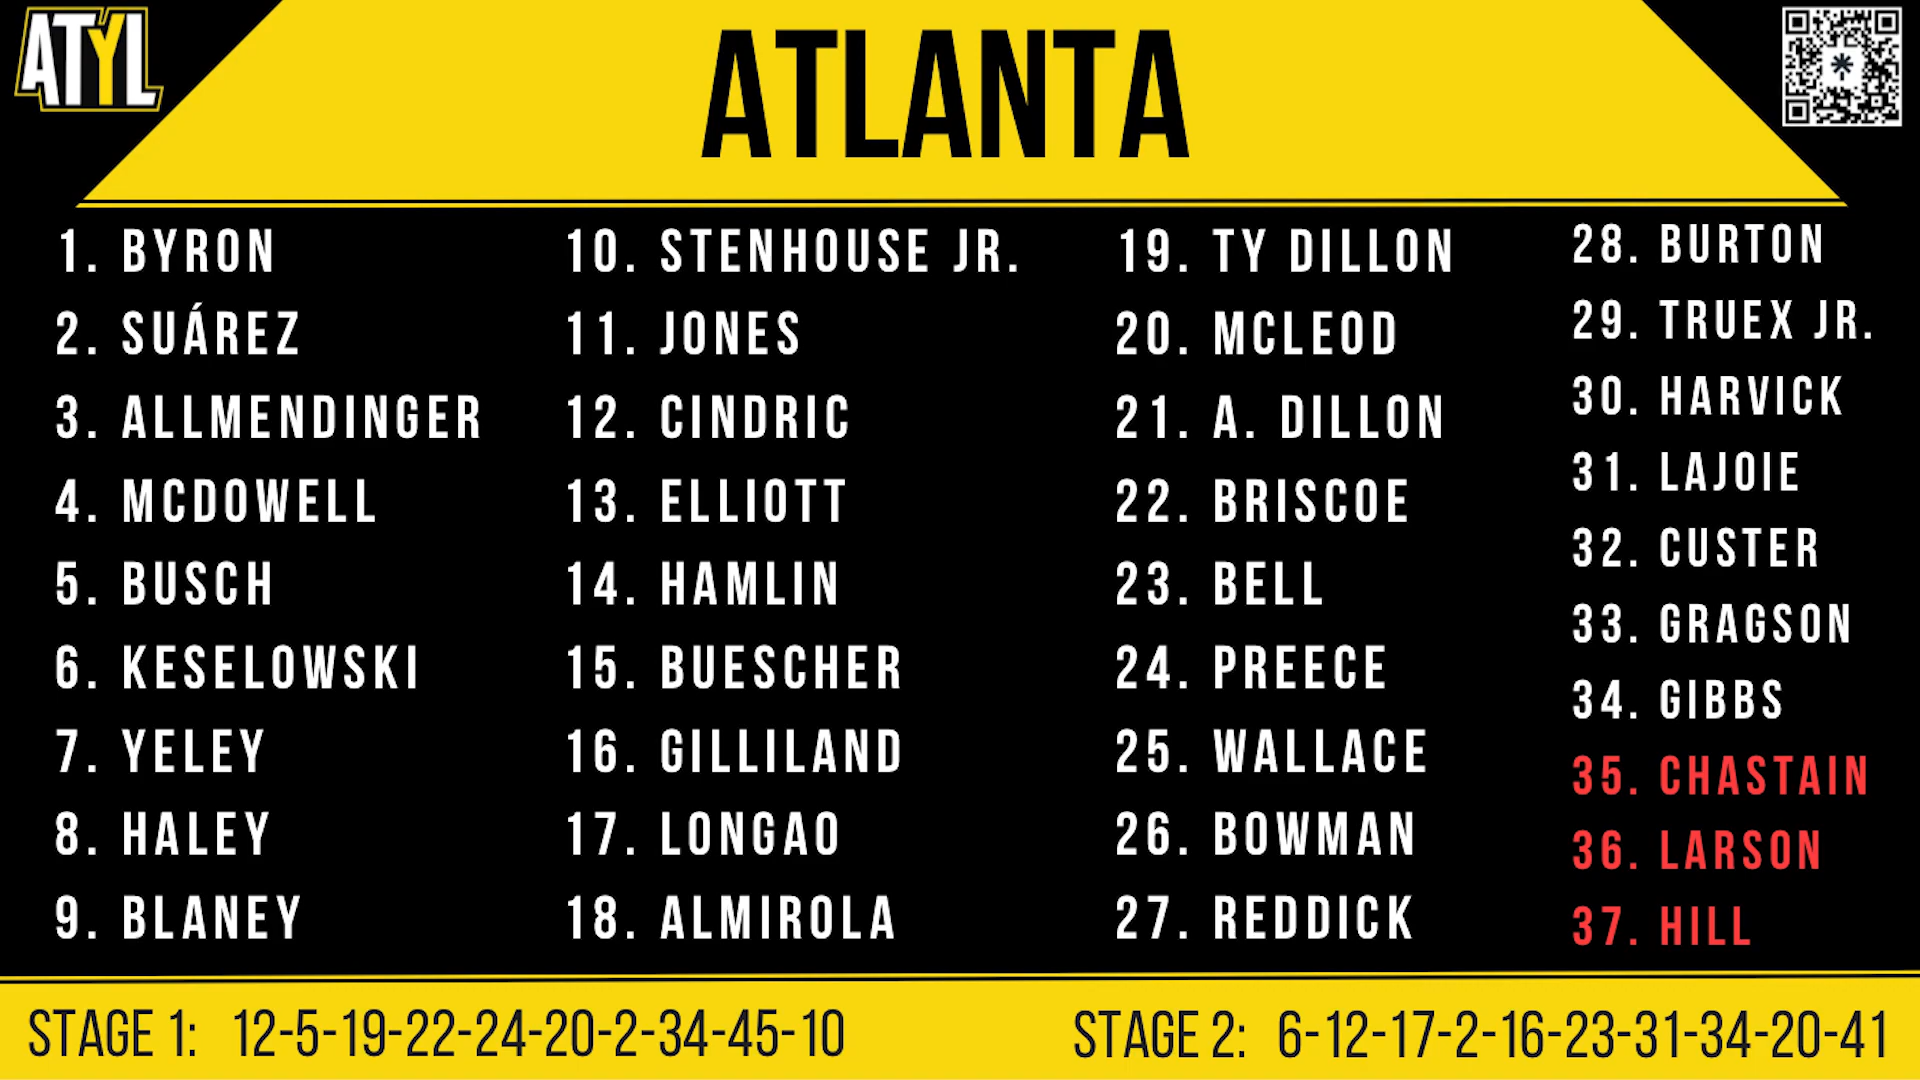 ATYL
ATLANTA
1. BYRON
2. SUÁREZ
3. ALLMENDINGER
4. MCDOWELL
5. BUSCH
6. KESELOWSKI
7. YELEY
8. HALEY
9. BLANEY
10. STENHOUSE JR.
11. JONES
12. CINDRIC
13. ELLIOTT
14. HAMLIN
15. BUESCHER
16. GILLILAND
17. LONGAO
18. ALMIROLA
19. TY DILLON
20. MCLEOD
21. A. DILLON
22. BRISCOE
23. BELL
24. PREECE
25. WALLACE
26. BOWMAN
27. REDDICK
28. BURTON
29. TRUEX JR.
30. HARVICK
31. LAJOIE
32. CUSTER
33. GRAGSON
34. GIBBS
35. CHASTAIN
36. LARSON
37. HILL
STAGE 1: 12-5-19-22-24-20-2-34-45-10
STAGE 2: 6-12-17-2-16-23-31-34-20-41